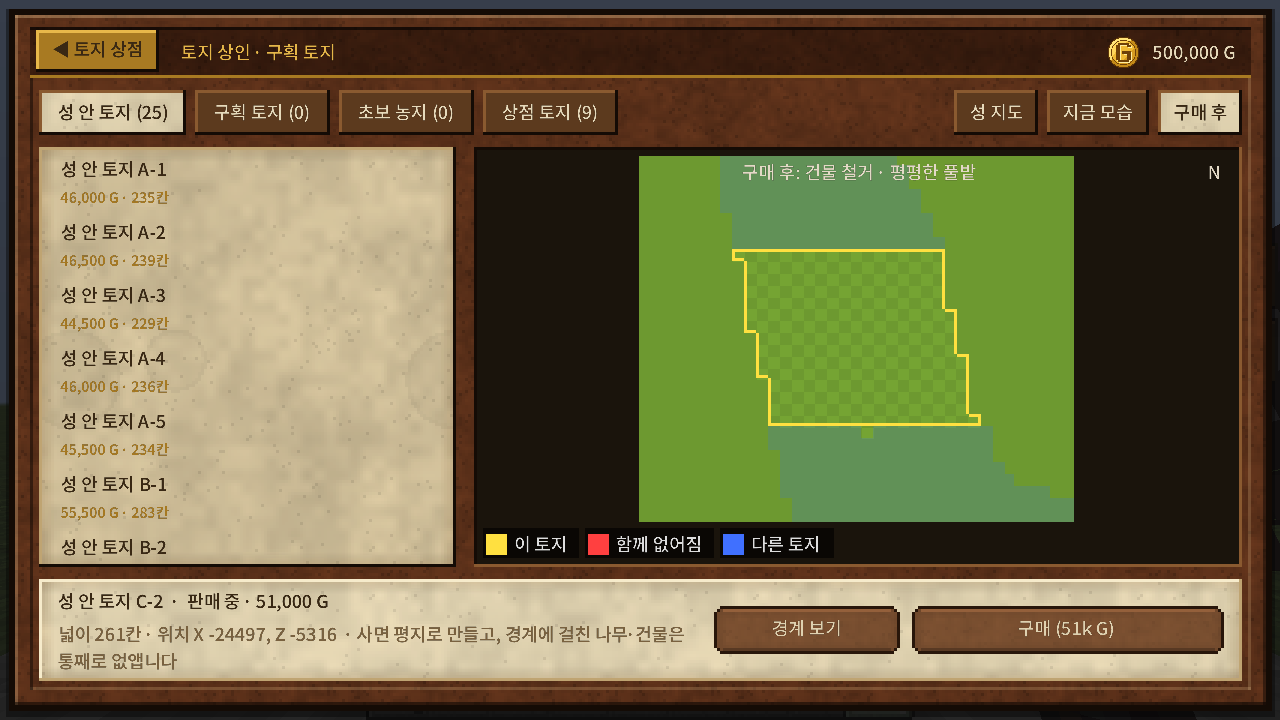 ◀ 토지 상점
토지 상인 · 구획 토지
500,000 G
성 안 토지 (25)
구획 토지 (0)
초보 농지 (0)
상점 토지 (9)
성 지도
지금 모습
구매 후
성 안 토지 A-1
46,000 G · 235칸
성 안 토지 A-2
46,500 G · 239칸
성 안 토지 A-3
44,500 G · 229칸
성 안 토지 A-4
46,000 G · 236칸
성 안 토지 A-5
45,500 G · 234칸
성 안 토지 B-1
55,500 G · 283칸
성 안 토지 B-2
구매 후: 건물 철거 · 평평한 풀밭
N
이 토지
함께 없어짐
다른 토지
성 안 토지 C-2 · 판매 중 · 51,000 G
넓이 261칸 · 위치 X -24497, Z -5316 · 사면 평지로 만들고, 경계에 걸친 나무·건물은
통째로 없앱니다
경계 보기
구매 (51k G)